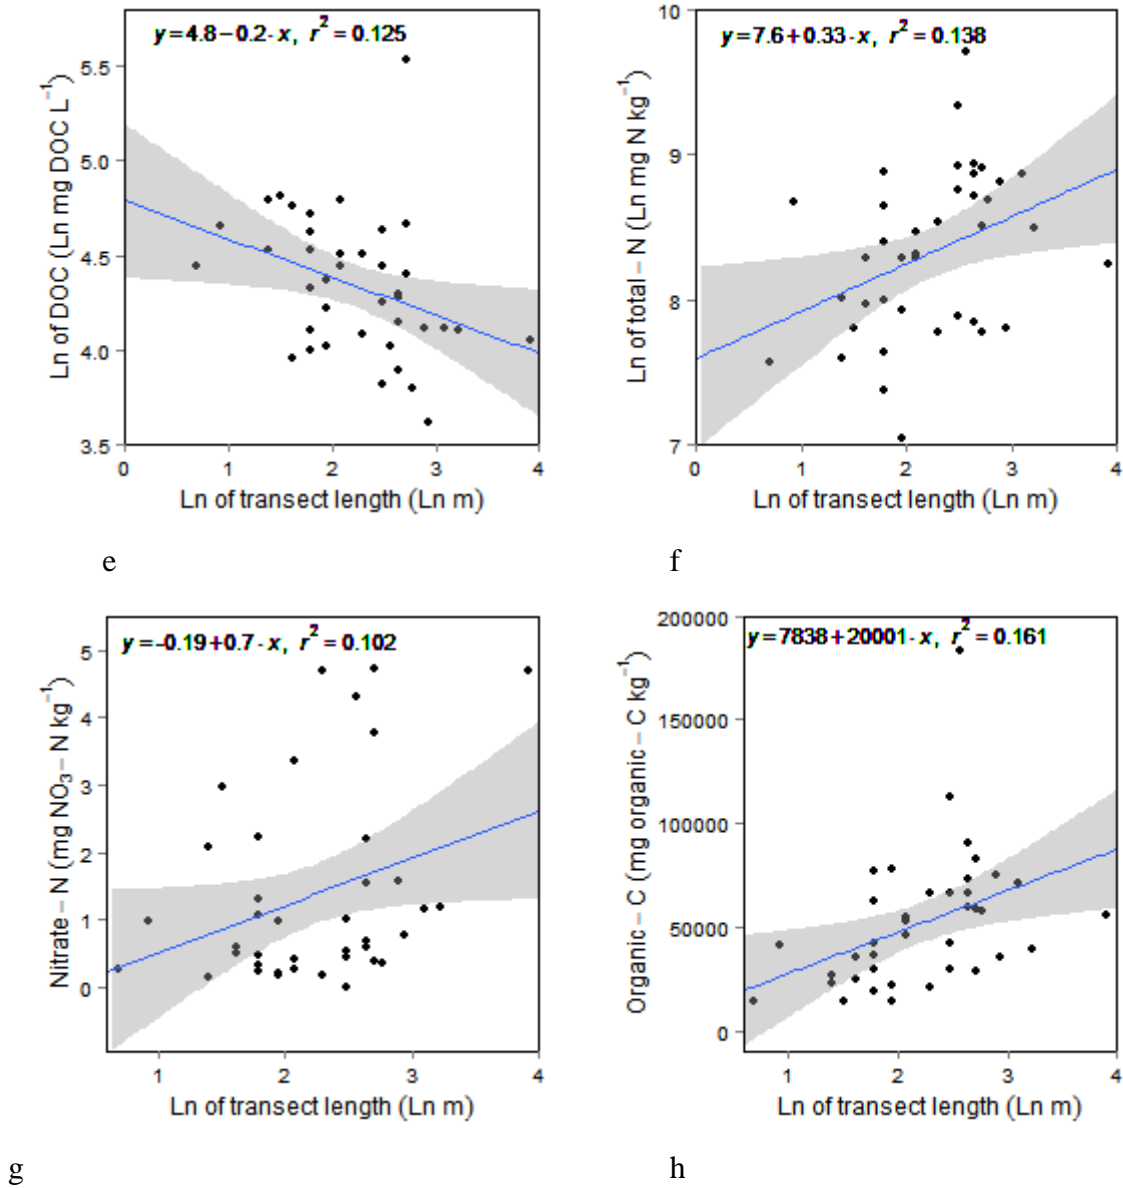 y=4.8−0.2·x, r² = 0.125
Ln of DOC (Ln mg DOC L⁻¹)
5.5
5.0
4.5
4.0
3.5
0 1 2 3 4
Ln of transect length (Ln m)
y=7.6+0.33·x, r² = 0.138
Ln of total−N (Ln mg N kg⁻¹)
10
9
8
7
0 1 2 3 4
Ln of transect length (Ln m)
e f
y=-0.19+0.7·x, r² = 0.102
Nitrate−N (mg NO₃−N kg⁻¹)
5
4
3
2
1
0
1 2 3 4
Ln of transect length (Ln m)
y=7838+20001·x, r² = 0.161
Organic−C (mg organic−C kg⁻¹)
200000
150000
100000
50000
0
1 2 3 4
Ln of transect length (Ln m)
g h